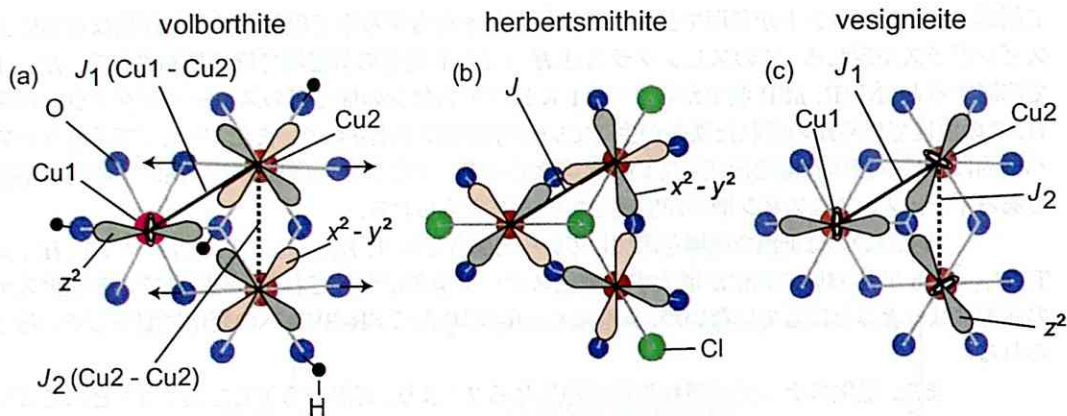 volborthite
herbertsmithite
vesignieite
(a)
J₁ (Cu1 - Cu2)
O
Cu2
Cu1
x² - y²
z²
J₂ (Cu2 - Cu2)
H
(b)
J
x² - y²
Cl
(c)
J₁
Cu1
Cu2
J₂
z²